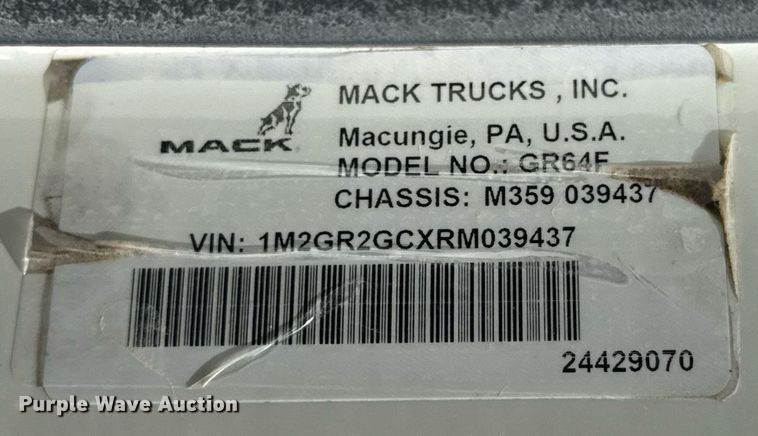 MACK
MACK TRUCKS , INC.
Macungie, PA, U.S.A.
MODEL NO.: GR64F
CHASSIS: M359 039437
VIN: 1M2GR2GCXRM039437
24429070
Purple Wave Auction